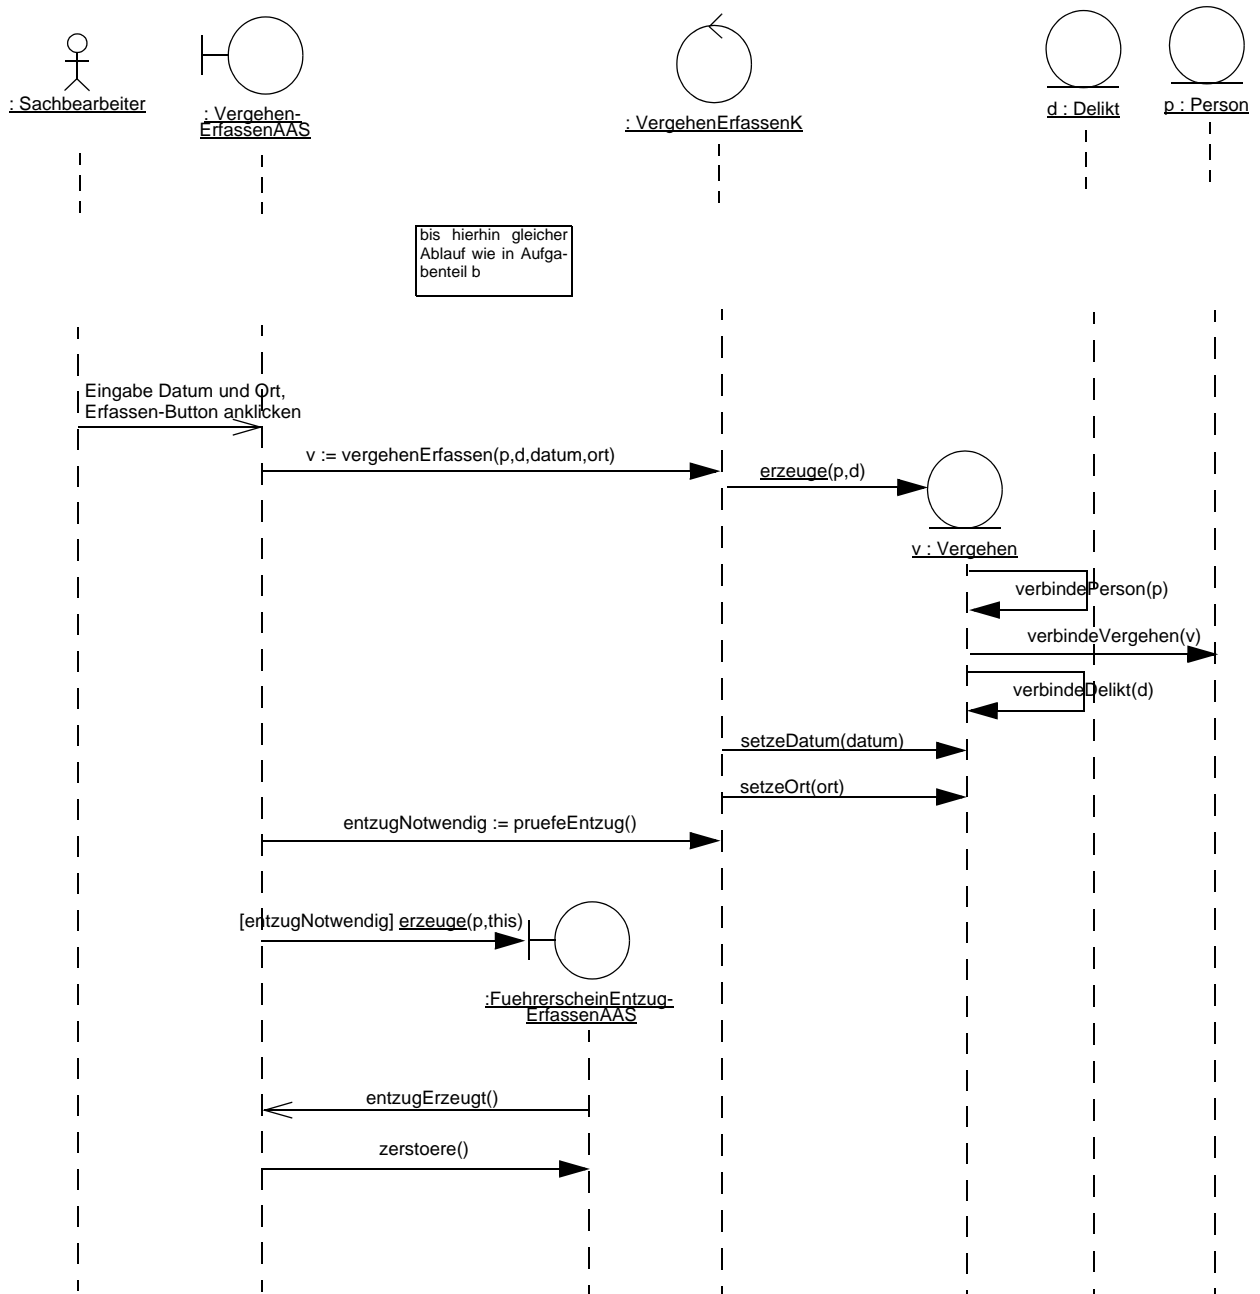 : Sachbearbeiter
: Vergehen-
ErfassenAAS
: VergehenErfassenK
d : Delikt
p : Person
bis hierhin gleicher
Ablauf wie in Aufga-
benteil b
Eingabe Datum und Ort,
Erfassen-Button anklicken
v := vergehenErfassen(p,d,datum,ort)
erzeuge(p,d)
v : Vergehen
verbindePerson(p)
verbindeVergehen(v)
verbindeDelikt(d)
setzeDatum(datum)
setzeOrt(ort)
entzugNotwendig := pruefeEntzug()
[entzugNotwendig] erzeuge(p,this)
:FuehrerscheinEntzug-
ErfassenAAS
entzugErzeugt()
zerstoere()